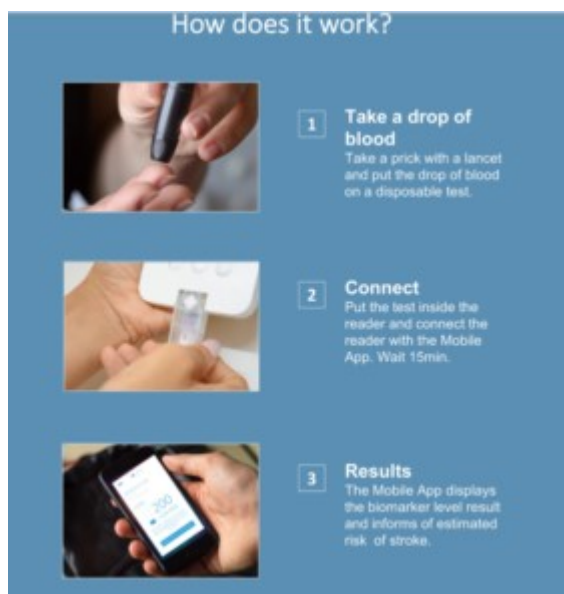 How does it work?
1
Take a drop of
blood
Take a prick with a lancet
and put the drop of blood
on a disposable test.
2
Connect
Put the test inside the
reader and connect the
reader with the Mobile
App. Wait 15min.
200
3
Results
The Mobile App displays
the biomarker level result
and informs of estimated
risk of stroke.